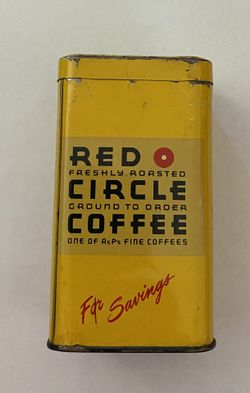 RED
FRESHLY ROASTED
CIRCLE
GROUND TO ORDER
COFFEE
ONE OF A&P's FINE COFFEES
For Savings